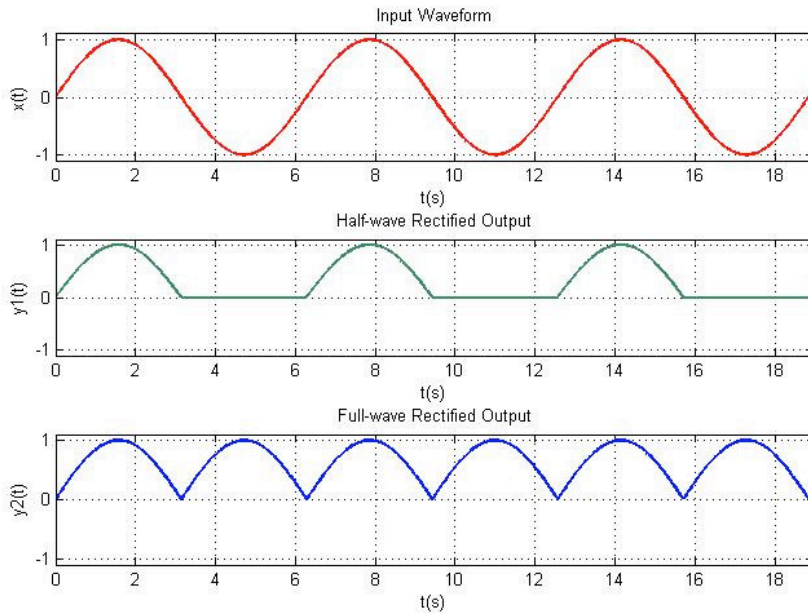 Input Waveform
1
0
-1
x(t)
0 2 4 6 8 10 12 14 16 18
t(s)
Half-wave Rectified Output
1
0
-1
y1(t)
0 2 4 6 8 10 12 14 16 18
t(s)
Full-wave Rectified Output
1
0
-1
y2(t)
0 2 4 6 8 10 12 14 16 18
t(s)